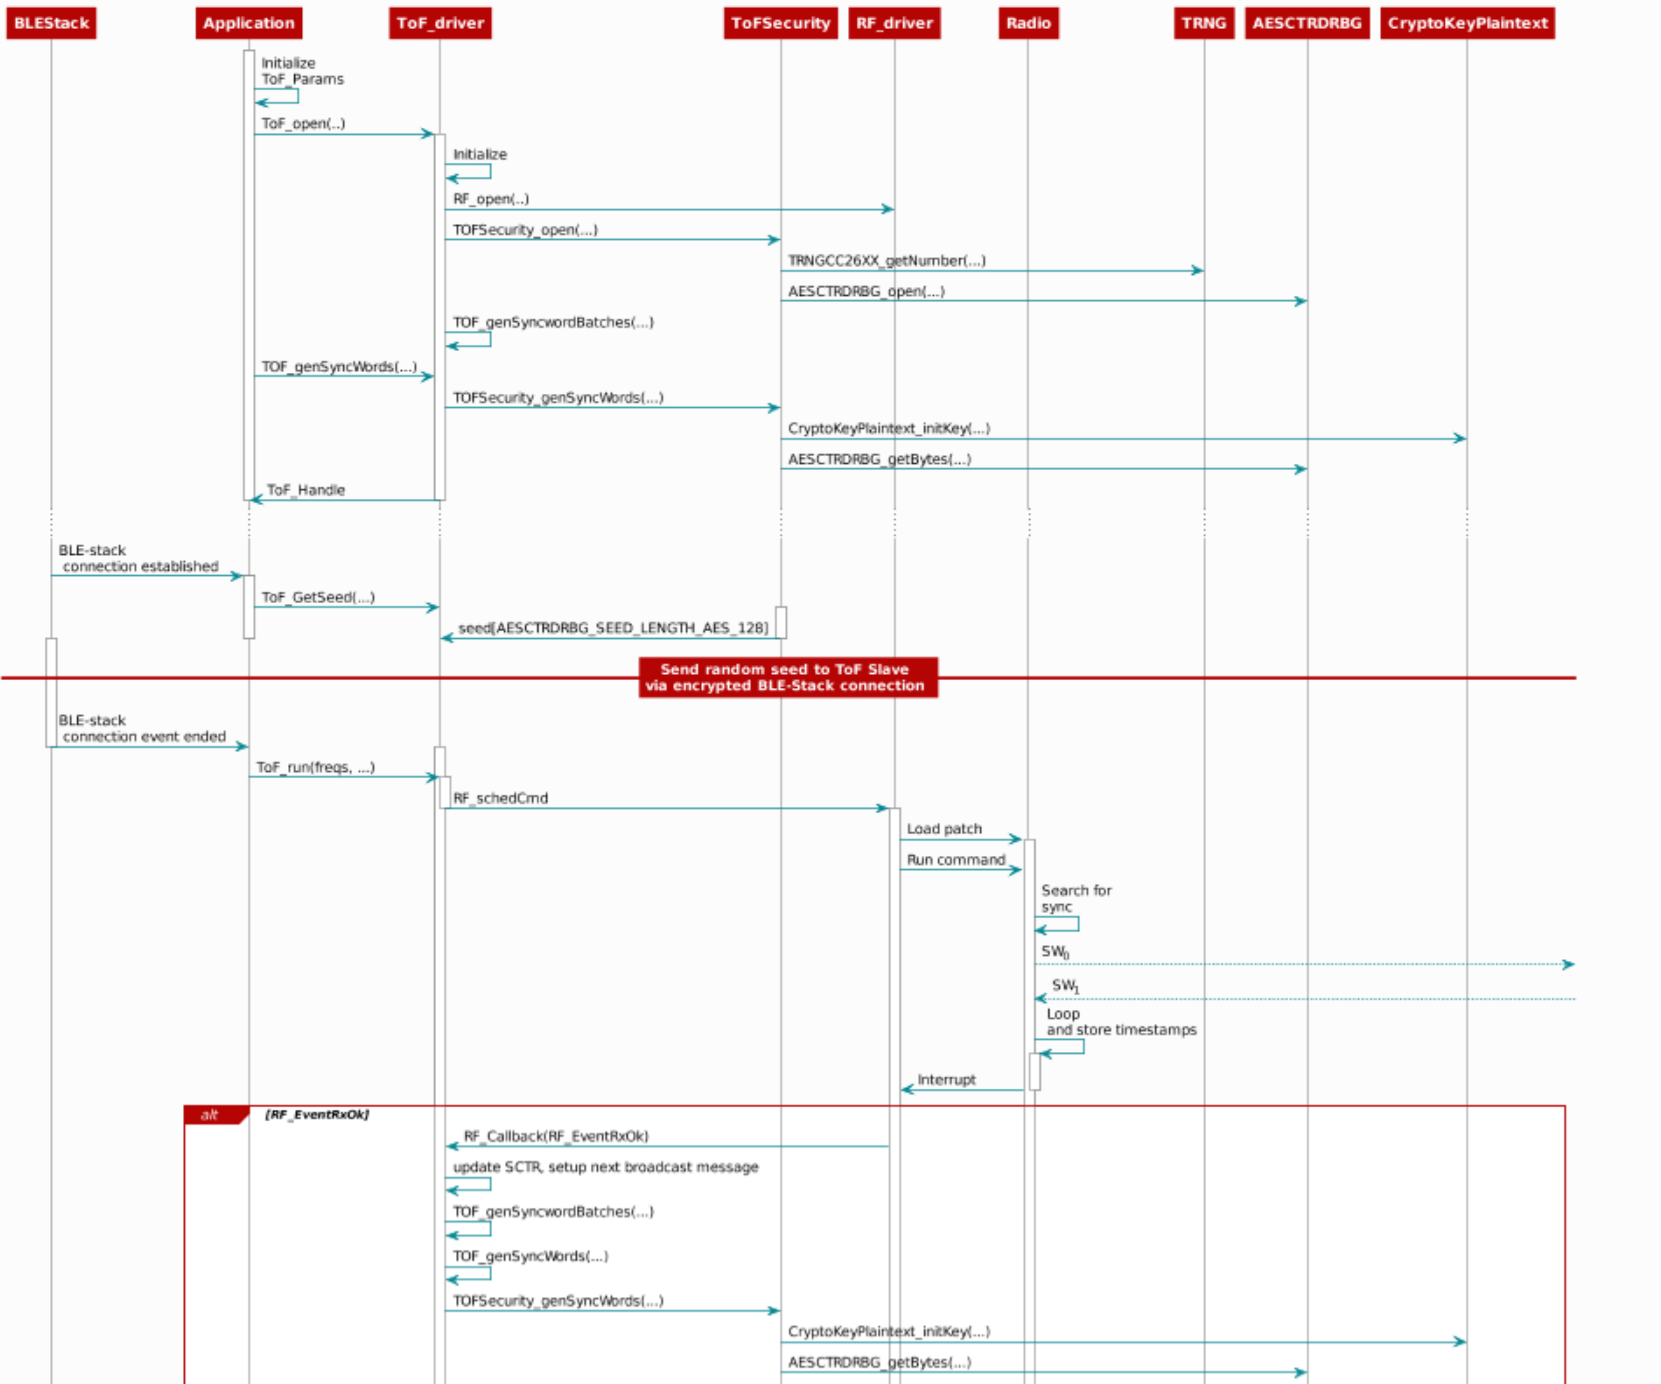 BLEStack Application ToF_driver ToFSecurity RF_driver Radio TRNG AESCTRDRBG CryptoKeyPlaintext
Initialize
ToF_Params
ToF_open(..)
Initialize
RF_open(..)
TOFSecurity_open(...)
TRNGCC26XX_getNumber(...)
AESCTRDRBG_open(...)
TOF_genSyncwordBatches(...)
TOF_genSyncWords(...)
TOFSecurity_genSyncWords(...)
CryptoKeyPlaintext_initKey(...)
AESCTRDRBG_getBytes(...)
ToF_Handle
BLE-stack
connection established
ToF_GetSeed(...)
seed[AESCTRDRBG_SEED_LENGTH_AES_128]
Send random seed to ToF Slave
via encrypted BLE-Stack connection
BLE-stack
connection event ended
ToF_run(freqs, ...)
RF_schedCmd
Load patch
Run command
Search for
sync
SW0
SW1
Loop
and store timestamps
Interrupt
alt [RF_EventRxOk]
RF_Callback(RF_EventRxOk)
update SCTR, setup next broadcast message
TOF_genSyncwordBatches(...)
TOF_genSyncWords(...)
TOFSecurity_genSyncWords(...)
CryptoKeyPlaintext_initKey(...)
AESCTRDRBG_getBytes(...)